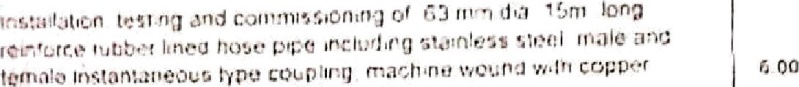 installation testing and commissioning of 63 mm dia 15m long
reinforce rubber lined hose pipe including stainless steel male and
female instantaneous type coupling, machine wound with copper 6.00